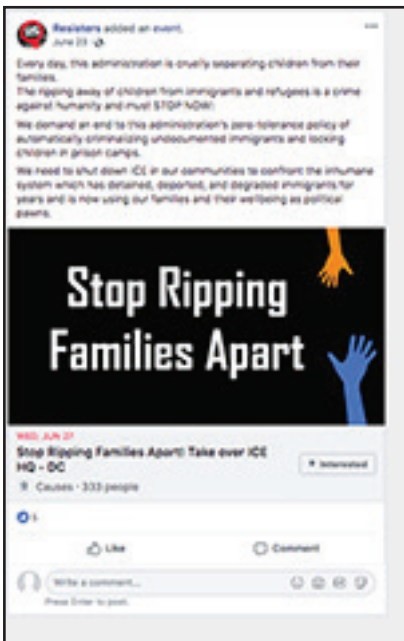 Resisters added an event.
June 23
Every day, this administration is cruelly separating children from their
families.
The ripping away of children from immigrants and refugees is a crime
against humanity and must STOP NOW!
We demand an end to this administration's zero-tolerance policy of
automatically criminalizing undocumented immigrants and locking
children in prison camps.
We need to shut down ICE in our communities to confront the inhumane
system which has detained, deported, and degraded immigrants for
years and is now using our families and their wellbeing as political
pawns.
Stop Ripping
Families Apart
WED, JUN 27
Stop Ripping Families Apart! Take over ICE
HQ - DC
Interested
Causes · 333 people
Like
Comment
Write a comment...
Press Enter to post.